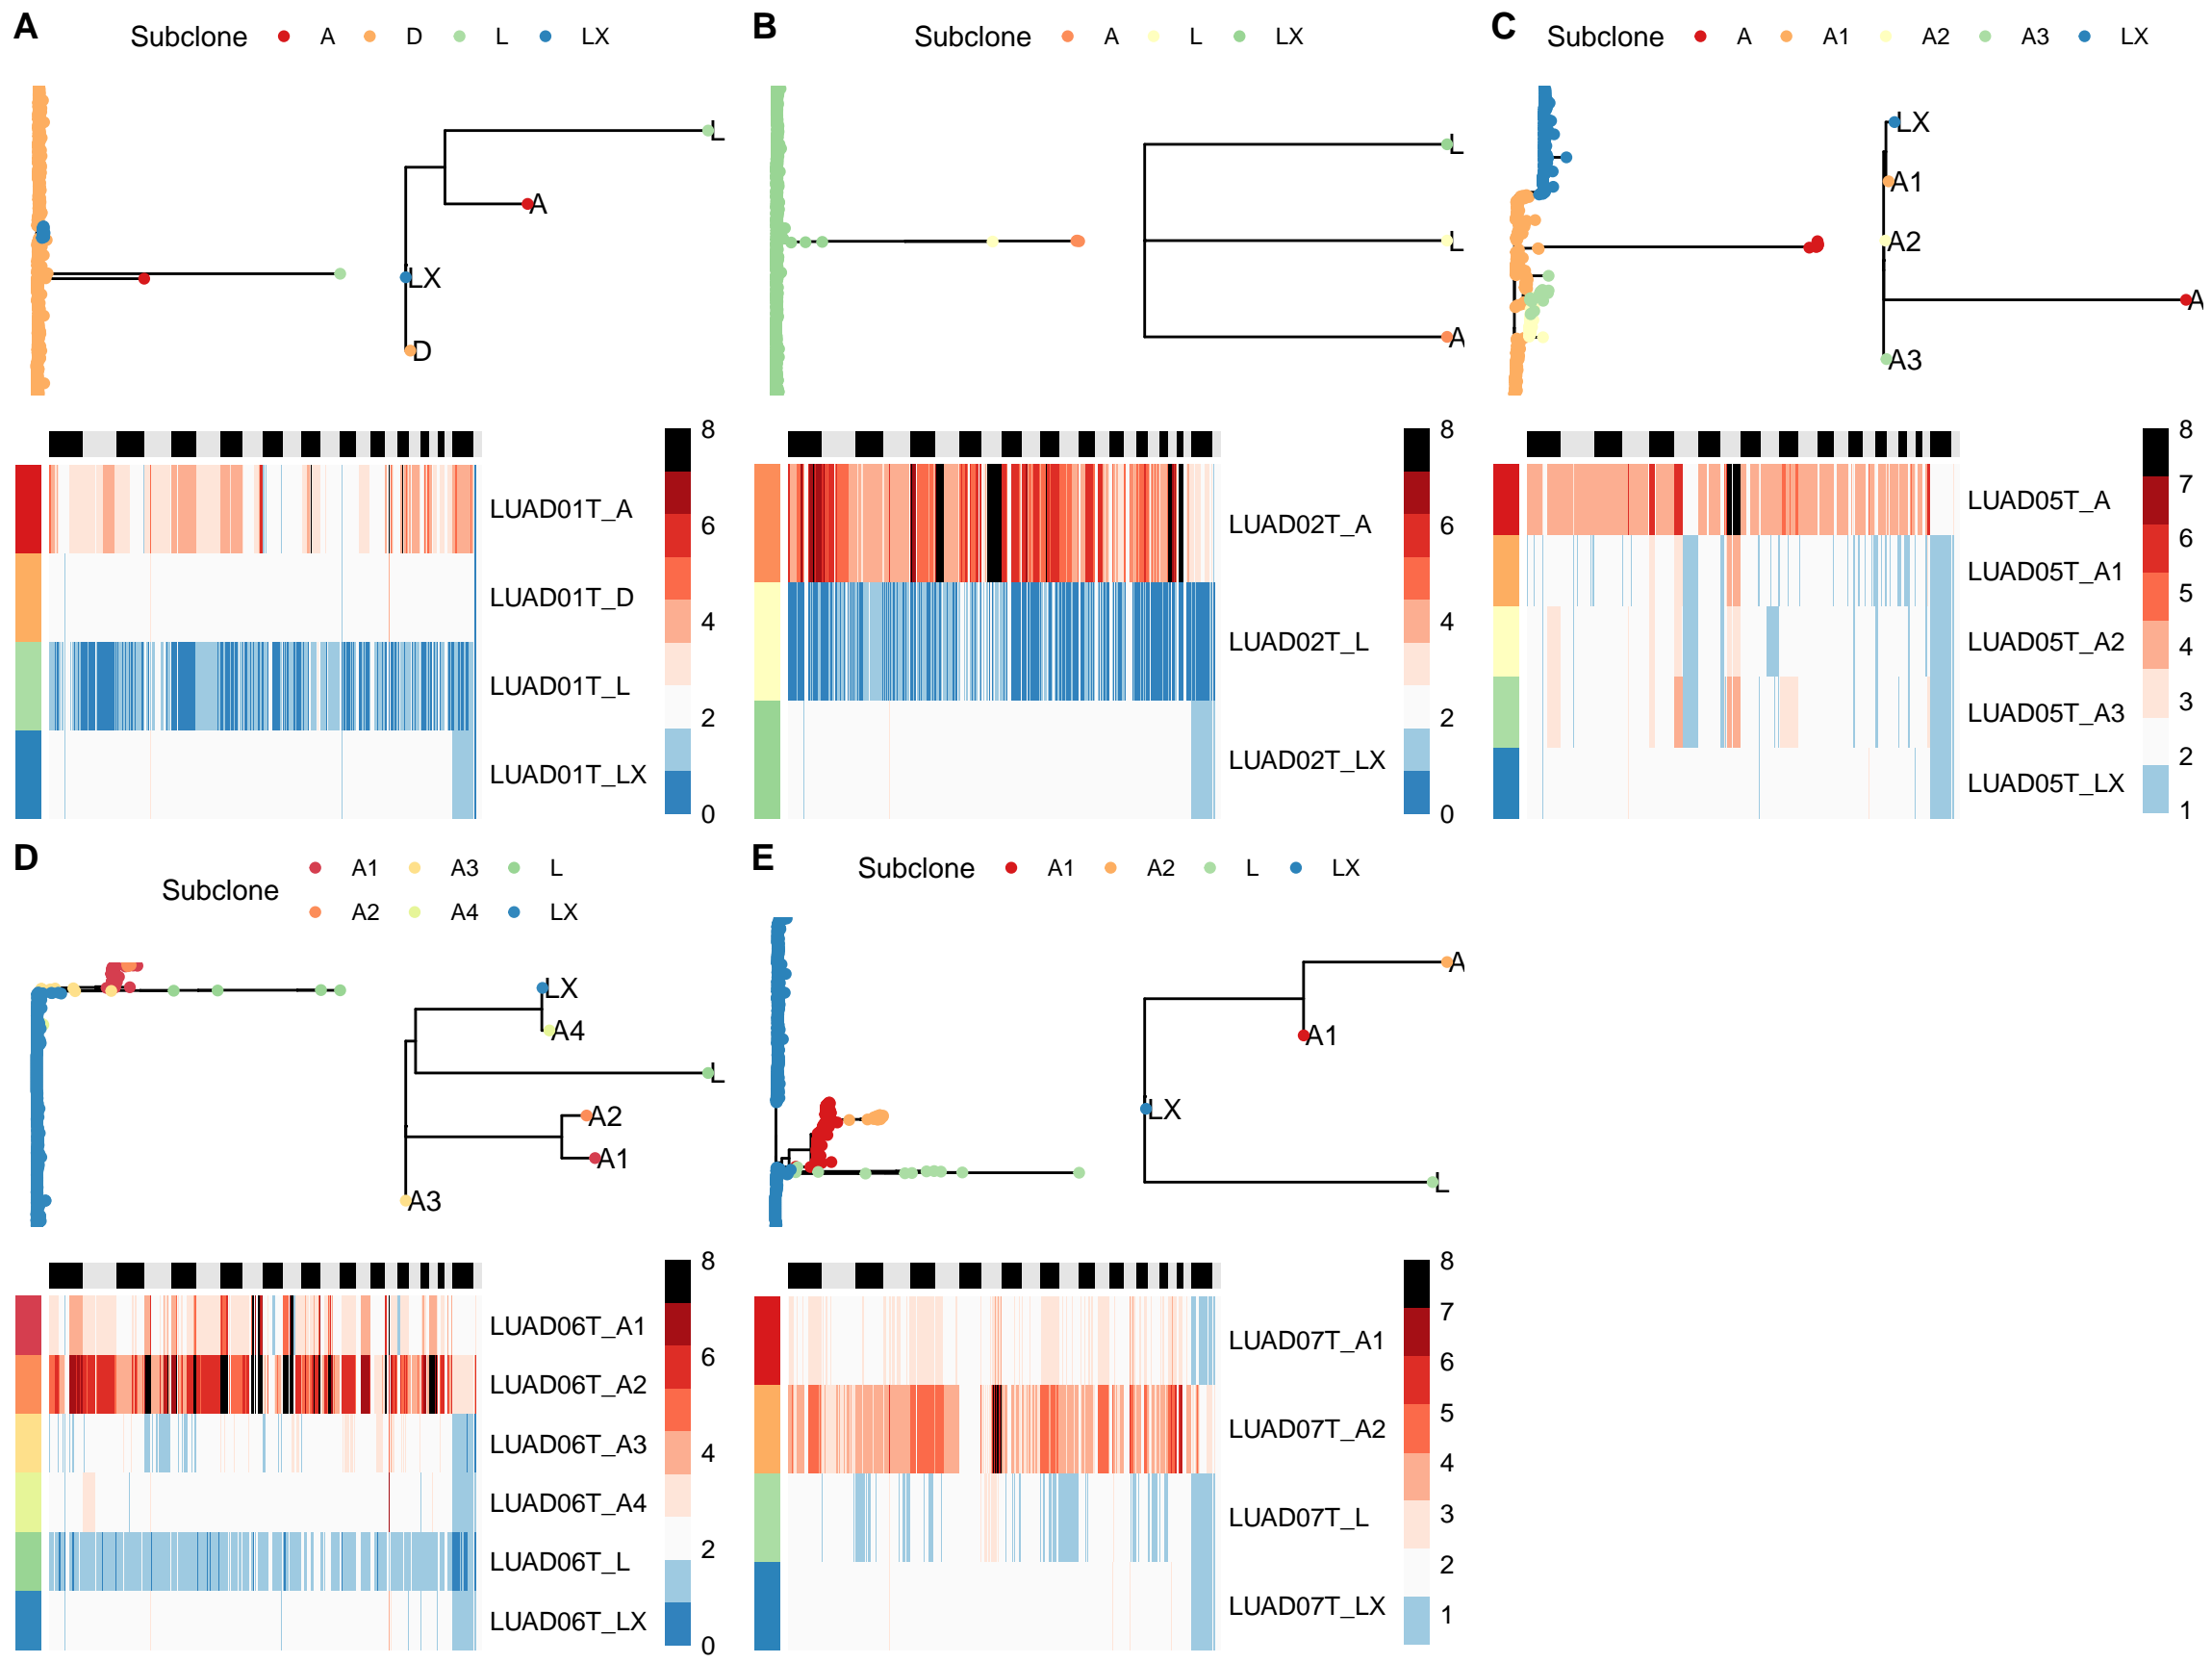 A
Subclone A D L LX
L
A
LX
D
8
6
4
2
0
LUAD01T_A
LUAD01T_D
LUAD01T_L
LUAD01T_LX
B
Subclone A L LX
L
L
A
8
6
4
2
0
LUAD02T_A
LUAD02T_L
LUAD02T_LX
C
Subclone A A1 A2 A3 LX
LX
A1
A2
A
A3
8
7
6
5
4
3
2
1
LUAD05T_A
LUAD05T_A1
LUAD05T_A2
LUAD05T_A3
LUAD05T_LX
D
Subclone
A1 A3 L
A2 A4 LX
LX
A4
L
A2
A1
A3
8
6
4
2
0
LUAD06T_A1
LUAD06T_A2
LUAD06T_A3
LUAD06T_A4
LUAD06T_L
LUAD06T_LX
E
Subclone A1 A2 L LX
A
A1
LX
L
8
7
6
5
4
3
2
1
LUAD07T_A1
LUAD07T_A2
LUAD07T_L
LUAD07T_LX